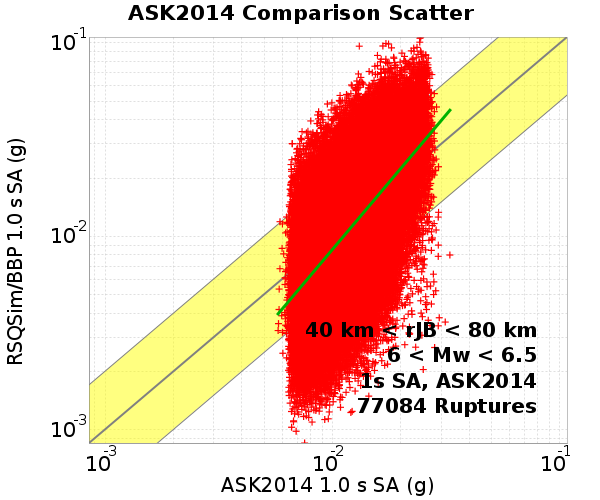 ASK2014 Comparison Scatter
10-1
10-2
10-3
RSQSim/BBP 1.0 s SA (g)
40 km < rJB < 80 km
6 < Mw < 6.5
1s SA, ASK2014
77084 Ruptures
10-3 10-2 10-1
ASK2014 1.0 s SA (g)